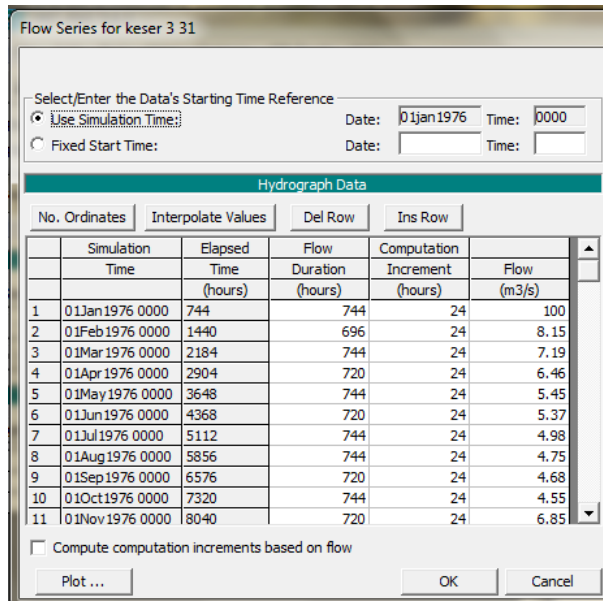 Flow Series for keser 3 31
Select/Enter the Data's Starting Time Reference
Use Simulation Time: Date: 01jan1976 Time: 0000
Fixed Start Time: Date: Time:
Hydrograph Data
No. Ordinates Interpolate Values Del Row Ins Row
Simulation Elapsed Flow Computation
Time Time Duration Increment Flow
(hours) (hours) (hours) (m3/s)
1 01Jan1976 0000 744 744 24 100
2 01Feb1976 0000 1440 696 24 8.15
3 01Mar1976 0000 2184 744 24 7.19
4 01Apr1976 0000 2904 720 24 6.46
5 01May1976 0000 3648 744 24 5.45
6 01Jun1976 0000 4368 720 24 5.37
7 01Jul1976 0000 5112 744 24 4.98
8 01Aug1976 0000 5856 744 24 4.75
9 01Sep1976 0000 6576 720 24 4.68
10 01Oct1976 0000 7320 744 24 4.55
11 01Nov1976 0000 8040 720 24 6.85
Compute computation increments based on flow
Plot ... OK Cancel